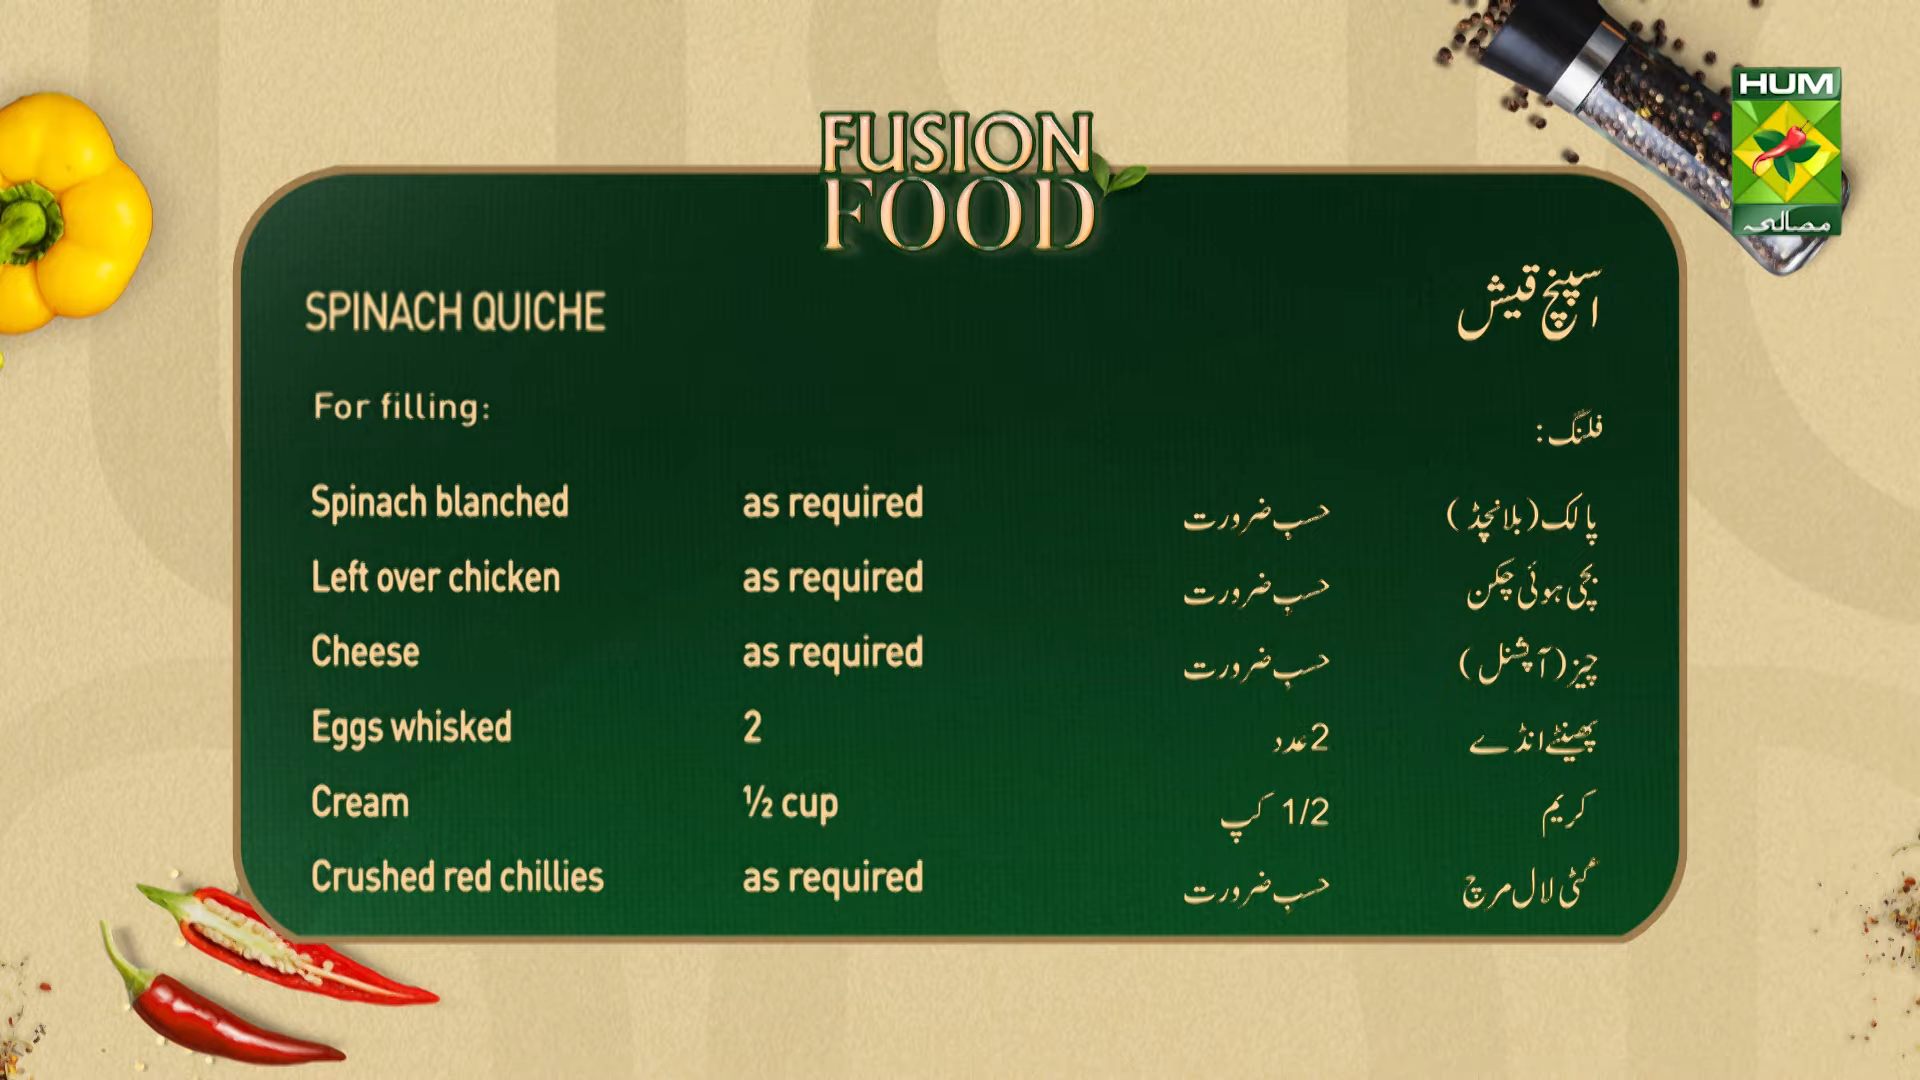 HUM
مصالحہ
FUSION
FOOD
SPINACH QUICHE اسپنچ قیش
For filling: فلنگ:
Spinach blanched as required حسبِ ضرورت پالک (بلانچڈ)
Left over chicken as required حسبِ ضرورت بچی ہوئی چکن
Cheese as required حسبِ ضرورت چیز (آپشنل)
Eggs whisked 2 2 عدد پھینٹے انڈے
Cream ½ cup 1/2 کپ کریم
Crushed red chillies as required حسبِ ضرورت کٹی لال مرچ